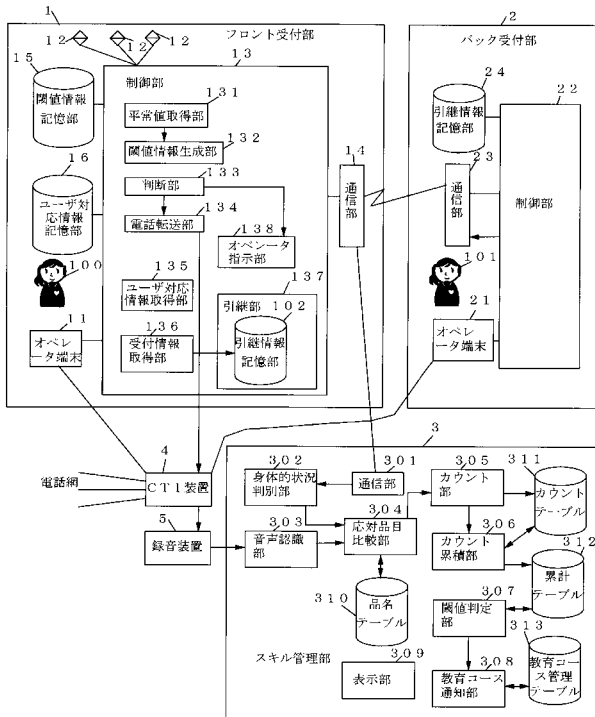 1
フロント受付部
12
12
12
13
15
閾値情報
記憶部
制御部
131
平常値取得部
132
閾値情報生成部
133
判断部
134
電話転送部
138
オペレータ指示部
16
ユーザ対
応情報
記憶部
100
135
ユーザ対応情
報取得部
137
引継部
102
引継情報
記憶部
136
受付情報
取得部
11
オペレ
ータ端末
14
通信部
2
バック受付部
24
引継情報
記憶部
22
制御部
23
通信部
101
21
オペレ
ータ端末
4
CTI装置
電話網
5
録音装置
3
302
身体的状況
判別部
301
通信部
303
音声認識
部
304
応対品目
比較部
305
カウント
部
311
カウント
テーブル
306
カウント
累積部
312
累計
テーブル
310
品名
テーブル
307
閾値判定
部
313
教育コー
ス管理
テーブル
308
教育コース
通知部
スキル管理部
309
表示部